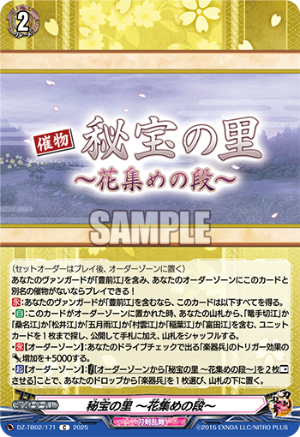 2
グレード
催物
秘宝の里
～花集めの段～
SAMPLE
(セットオーダーはプレイ後、オーダーゾーンに置く)
あなたのヴァンガードが「豊前江」を含み、あなたのオーダーゾーンにこのカードと
別名の催物がないならプレイできる!
永:あなたのヴァンガードが「豊前江」を含むなら、このカードは以下すべてを得る。
自:このカードがオーダーゾーンに置かれた時、あなたの山札から、「篭手切江」か
「桑名江」か「松井江」か「五月雨江」か「村雲江」か「稲葉江」か「富田江」を含む、ユニット
カードを1枚まで探し、公開して手札に加え、山札をシャッフルする。
永【オーダーゾーン】:あなたのドライブチェックで出る「楽器兵」のトリガー効果の
増加量を+5000する。
起【オーダーゾーン】:【オーダーゾーンから「秘宝の里 ～花集めの段～」を2枚
さげる】ことで、あなたのドロップから「楽器兵」を1枚選び、山札の下に置く。
セットオーダー
秘宝の里 ～花集めの段～
DZ-TB02/171 C 2025
刀剣乱舞
©2015 EXNOA LLC/NITRO PLUS